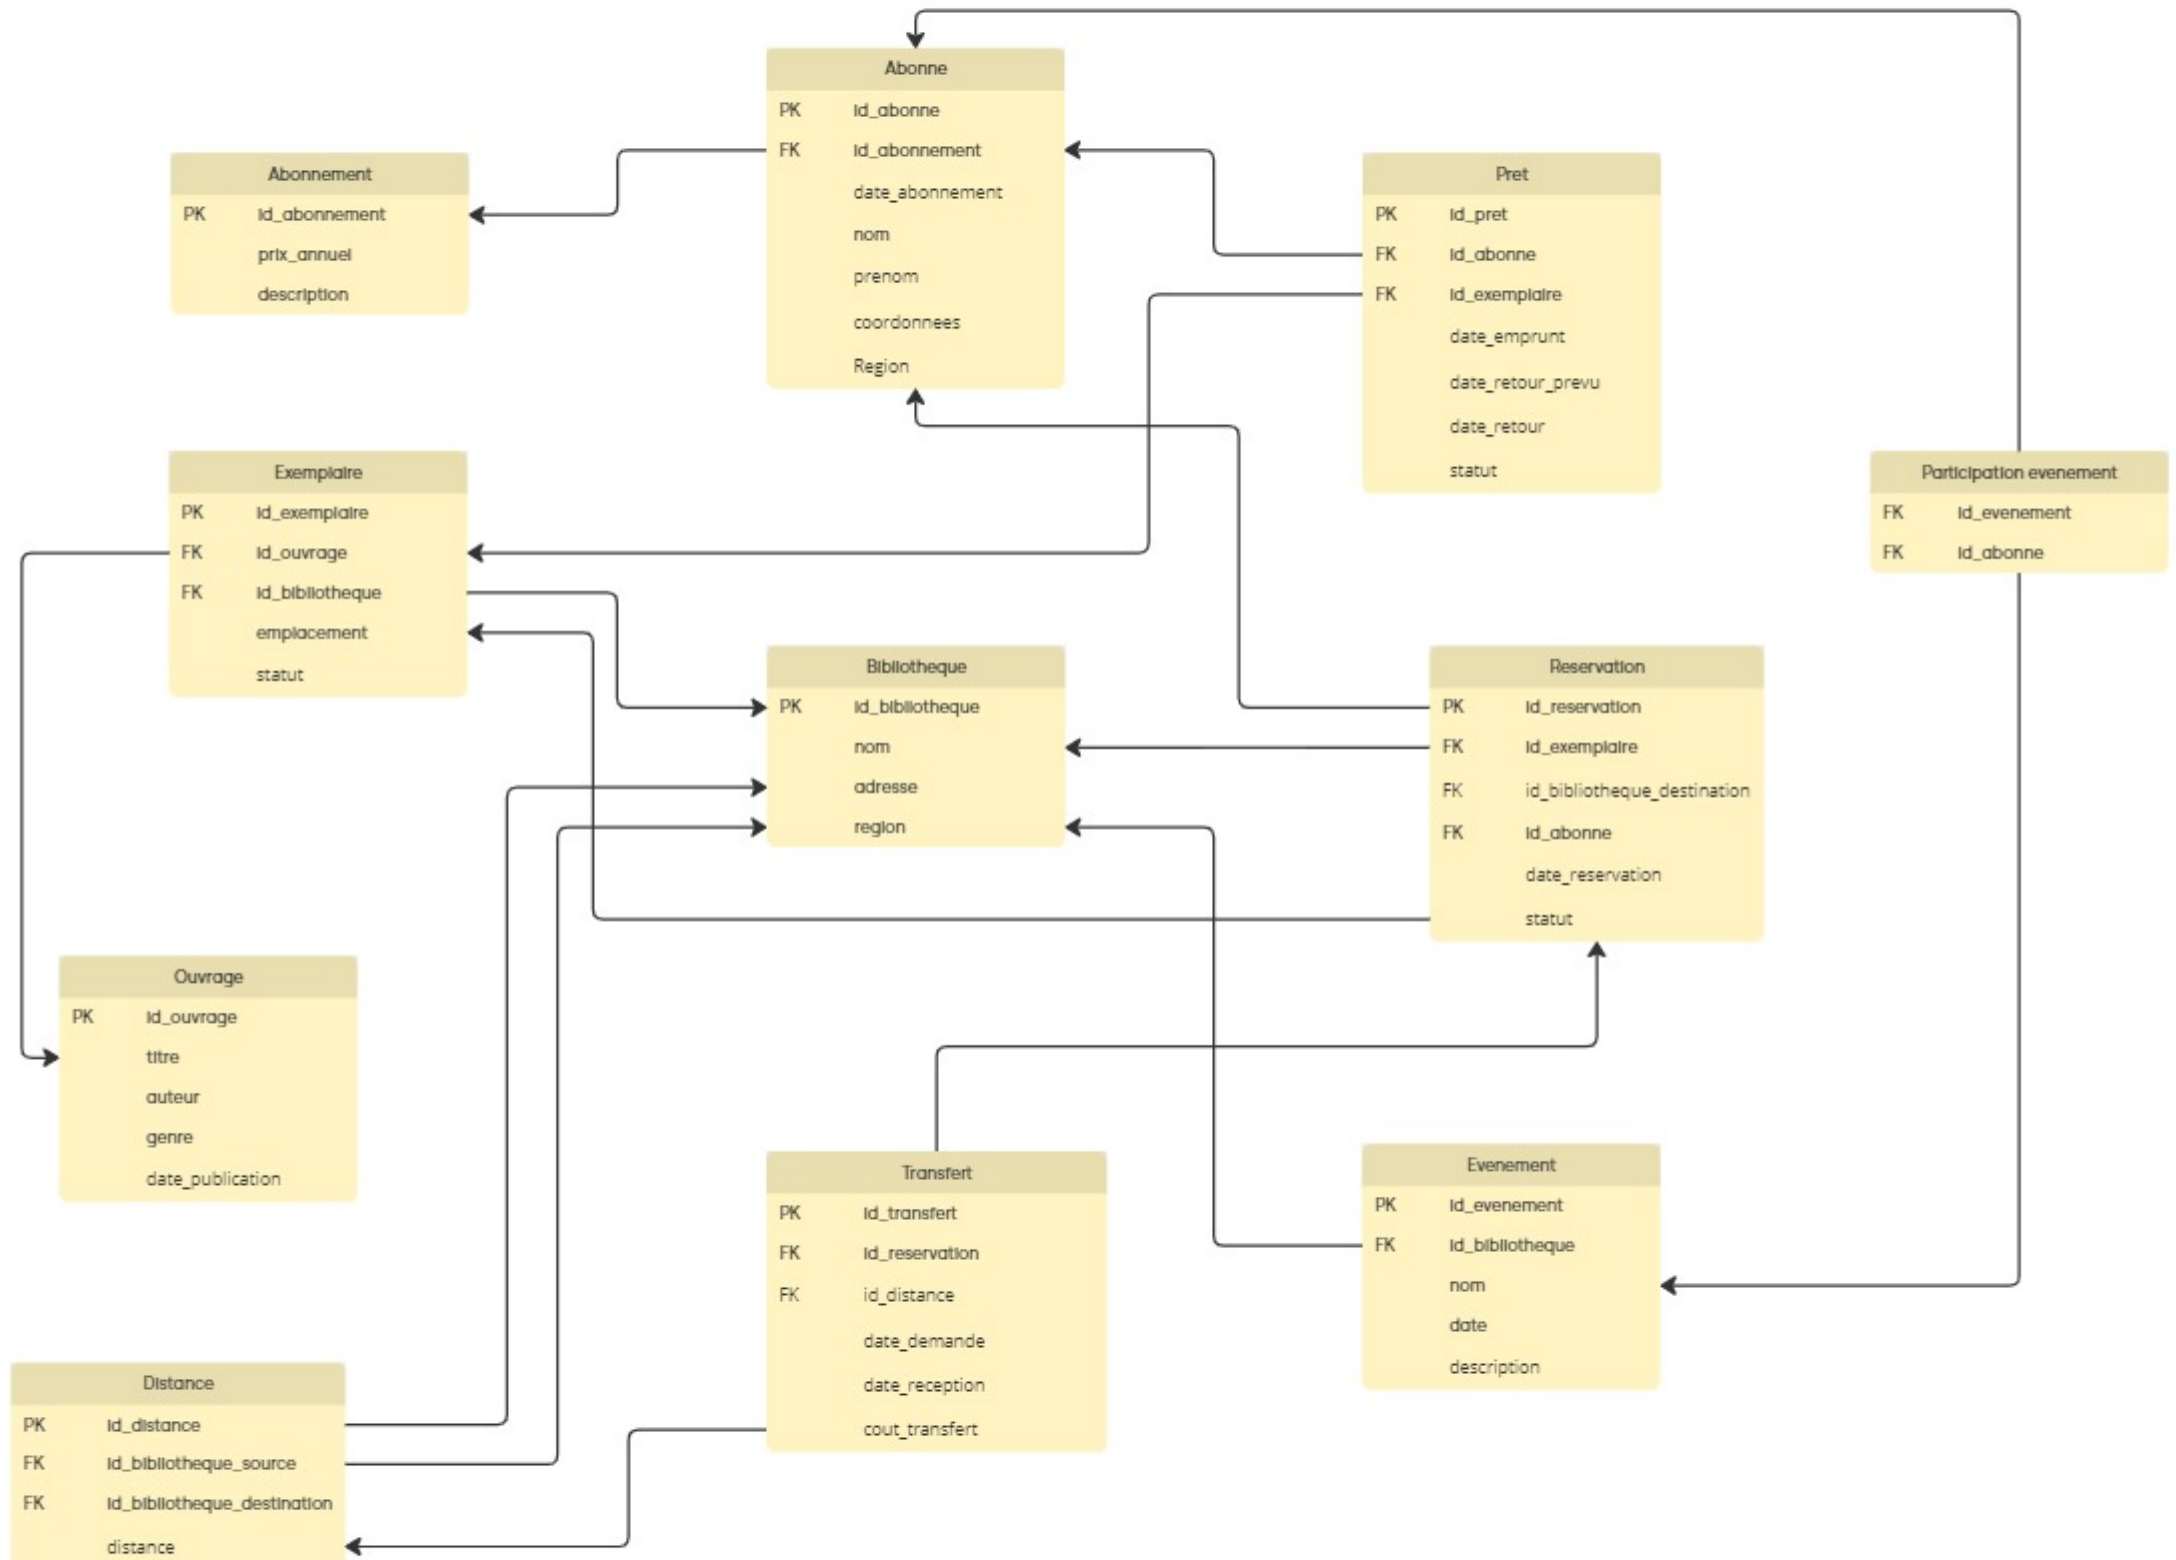 Abonne
PK Id_abonne
FK Id_abonnement
date_abonnement
nom
prenom
coordonnees
Region
Abonnement
PK Id_abonnement
prix_annuel
description
Pret
PK Id_pret
FK Id_abonne
FK Id_exemplaire
date_emprunt
date_retour_prevu
date_retour
statut
Exemplaire
PK Id_exemplaire
FK Id_ouvrage
FK Id_bibliotheque
emplacement
statut
Participation evenement
FK Id_evenement
FK Id_abonne
Bibliotheque
PK Id_bibliotheque
nom
adresse
region
Reservation
PK Id_reservation
FK Id_exemplaire
FK id_bibliotheque_destination
FK Id_abonne
date_reservation
statut
Ouvrage
PK Id_ouvrage
titre
auteur
genre
date_publication
Transfert
PK Id_transfert
FK Id_reservation
FK id_distance
date_demande
date_reception
cout_transfert
Evenement
PK Id_evenement
FK Id_bibliotheque
nom
date
description
Distance
PK Id_distance
FK Id_bibliotheque_source
FK Id_bibliotheque_destination
distance